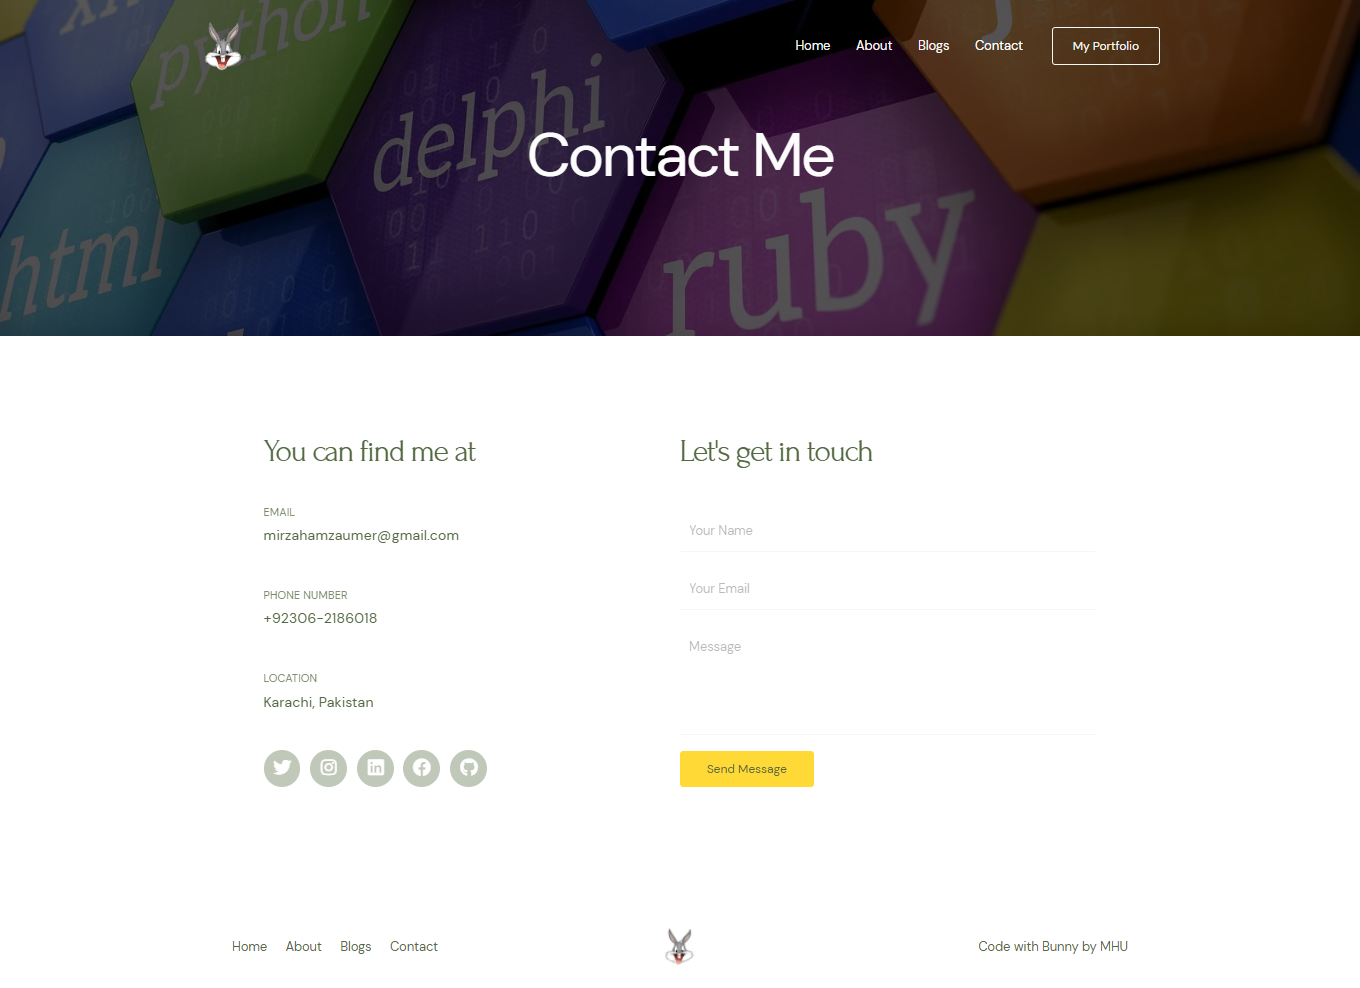 python
Home About Blogs Contact My Portfolio
delphi
Contact Me
ruby
html
You can find me at
EMAIL
mirzahamzaumer@gmail.com
PHONE NUMBER
+92306-2186018
LOCATION
Karachi, Pakistan
Let's get in touch
Your Name
Your Email
Message
Send Message
Home About Blogs Contact
Code with Bunny by MHU